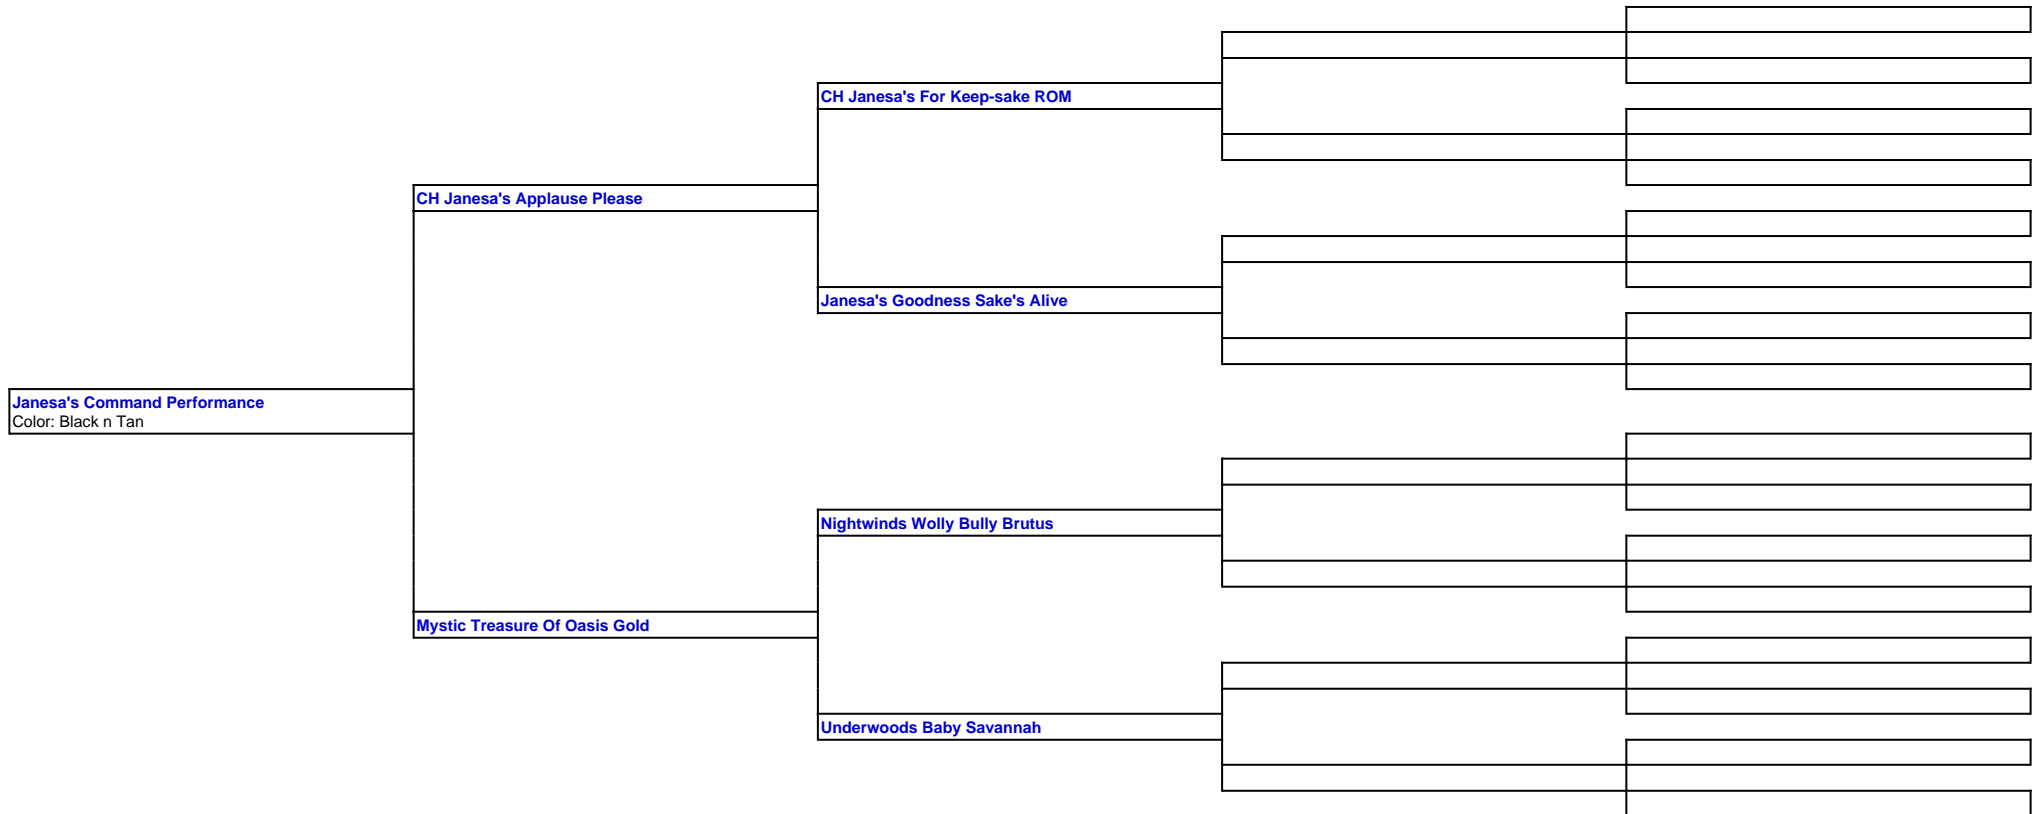 CH Janesa's For Keep-sake ROM
CH Janesa's Applause Please
Janesa's Goodness Sake's Alive
Janesa's Command Performance
Color: Black n Tan
Nightwinds Wolly Bully Brutus
Mystic Treasure Of Oasis Gold
Underwoods Baby Savannah